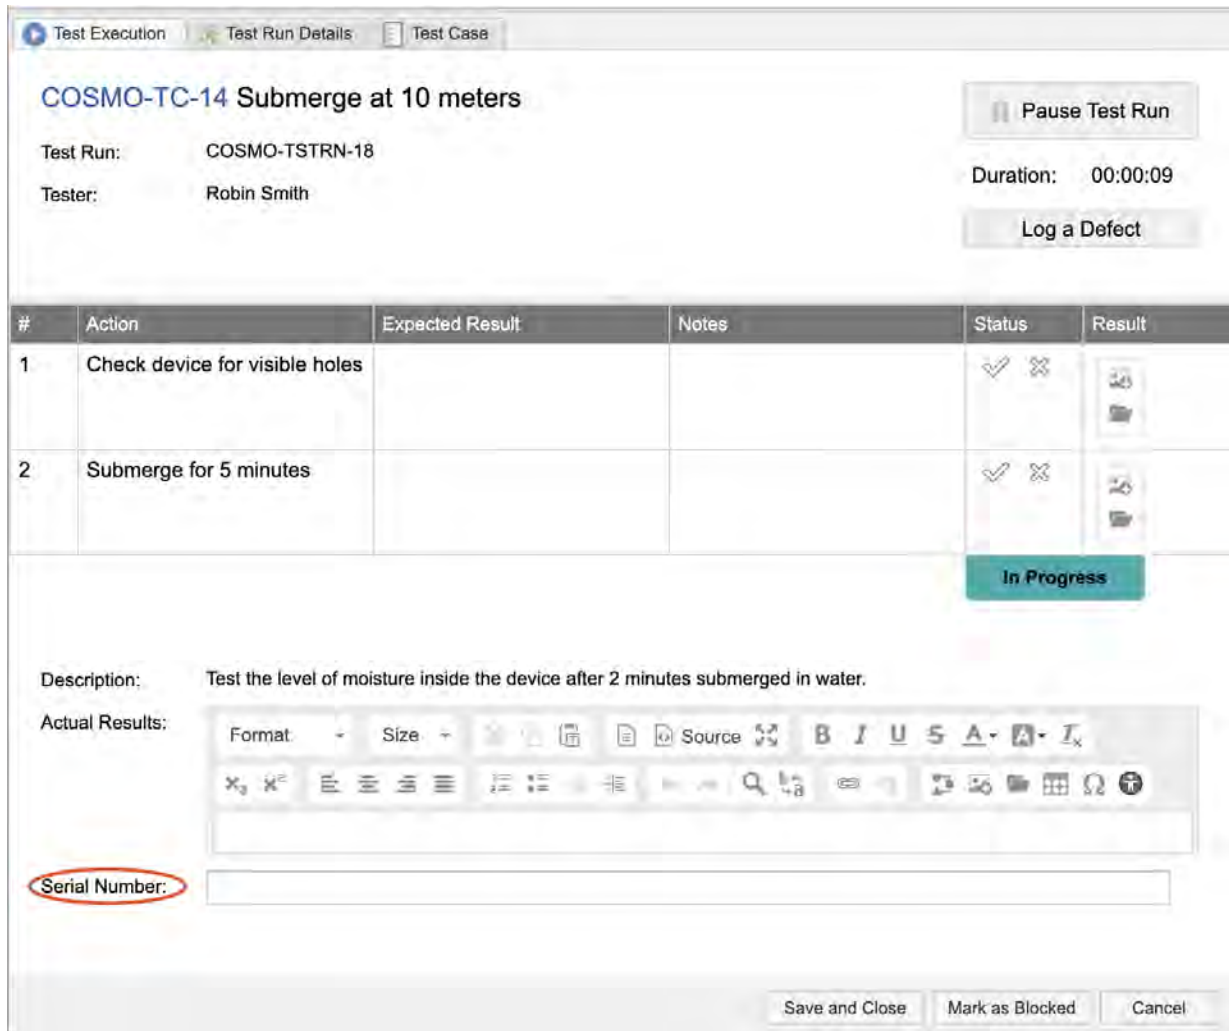 Test Execution Test Run Details Test Case
COSMO-TC-14 Submerge at 10 meters
Pause Test Run
Test Run: COSMO-TSTRN-18
Duration: 00:00:09
Tester: Robin Smith
Log a Defect
# Action Expected Result Notes Status Result
1 Check device for visible holes
2 Submerge for 5 minutes
In Progress
Description: Test the level of moisture inside the device after 2 minutes submerged in water.
Actual Results:
Format Size Source B I U S A A Tx
x₂ x² Ω
Serial Number:
Save and Close Mark as Blocked Cancel